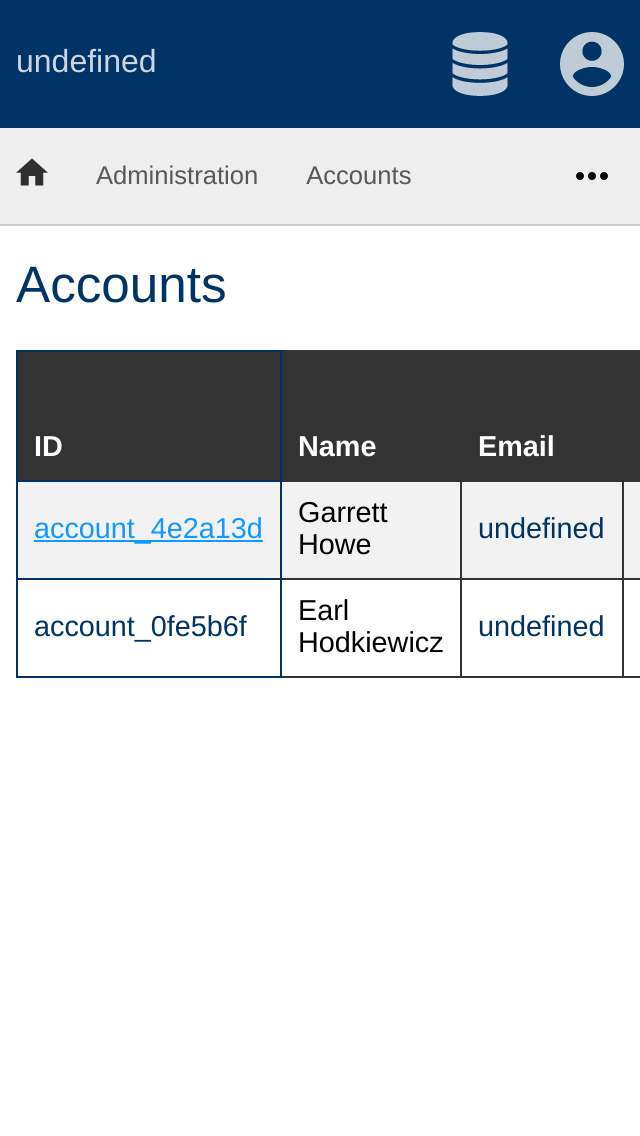 undefined
Administration Accounts
Accounts
ID Name Email
account_4e2a13d Garrett Howe undefined
account_0fe5b6f Earl Hodkiewicz undefined